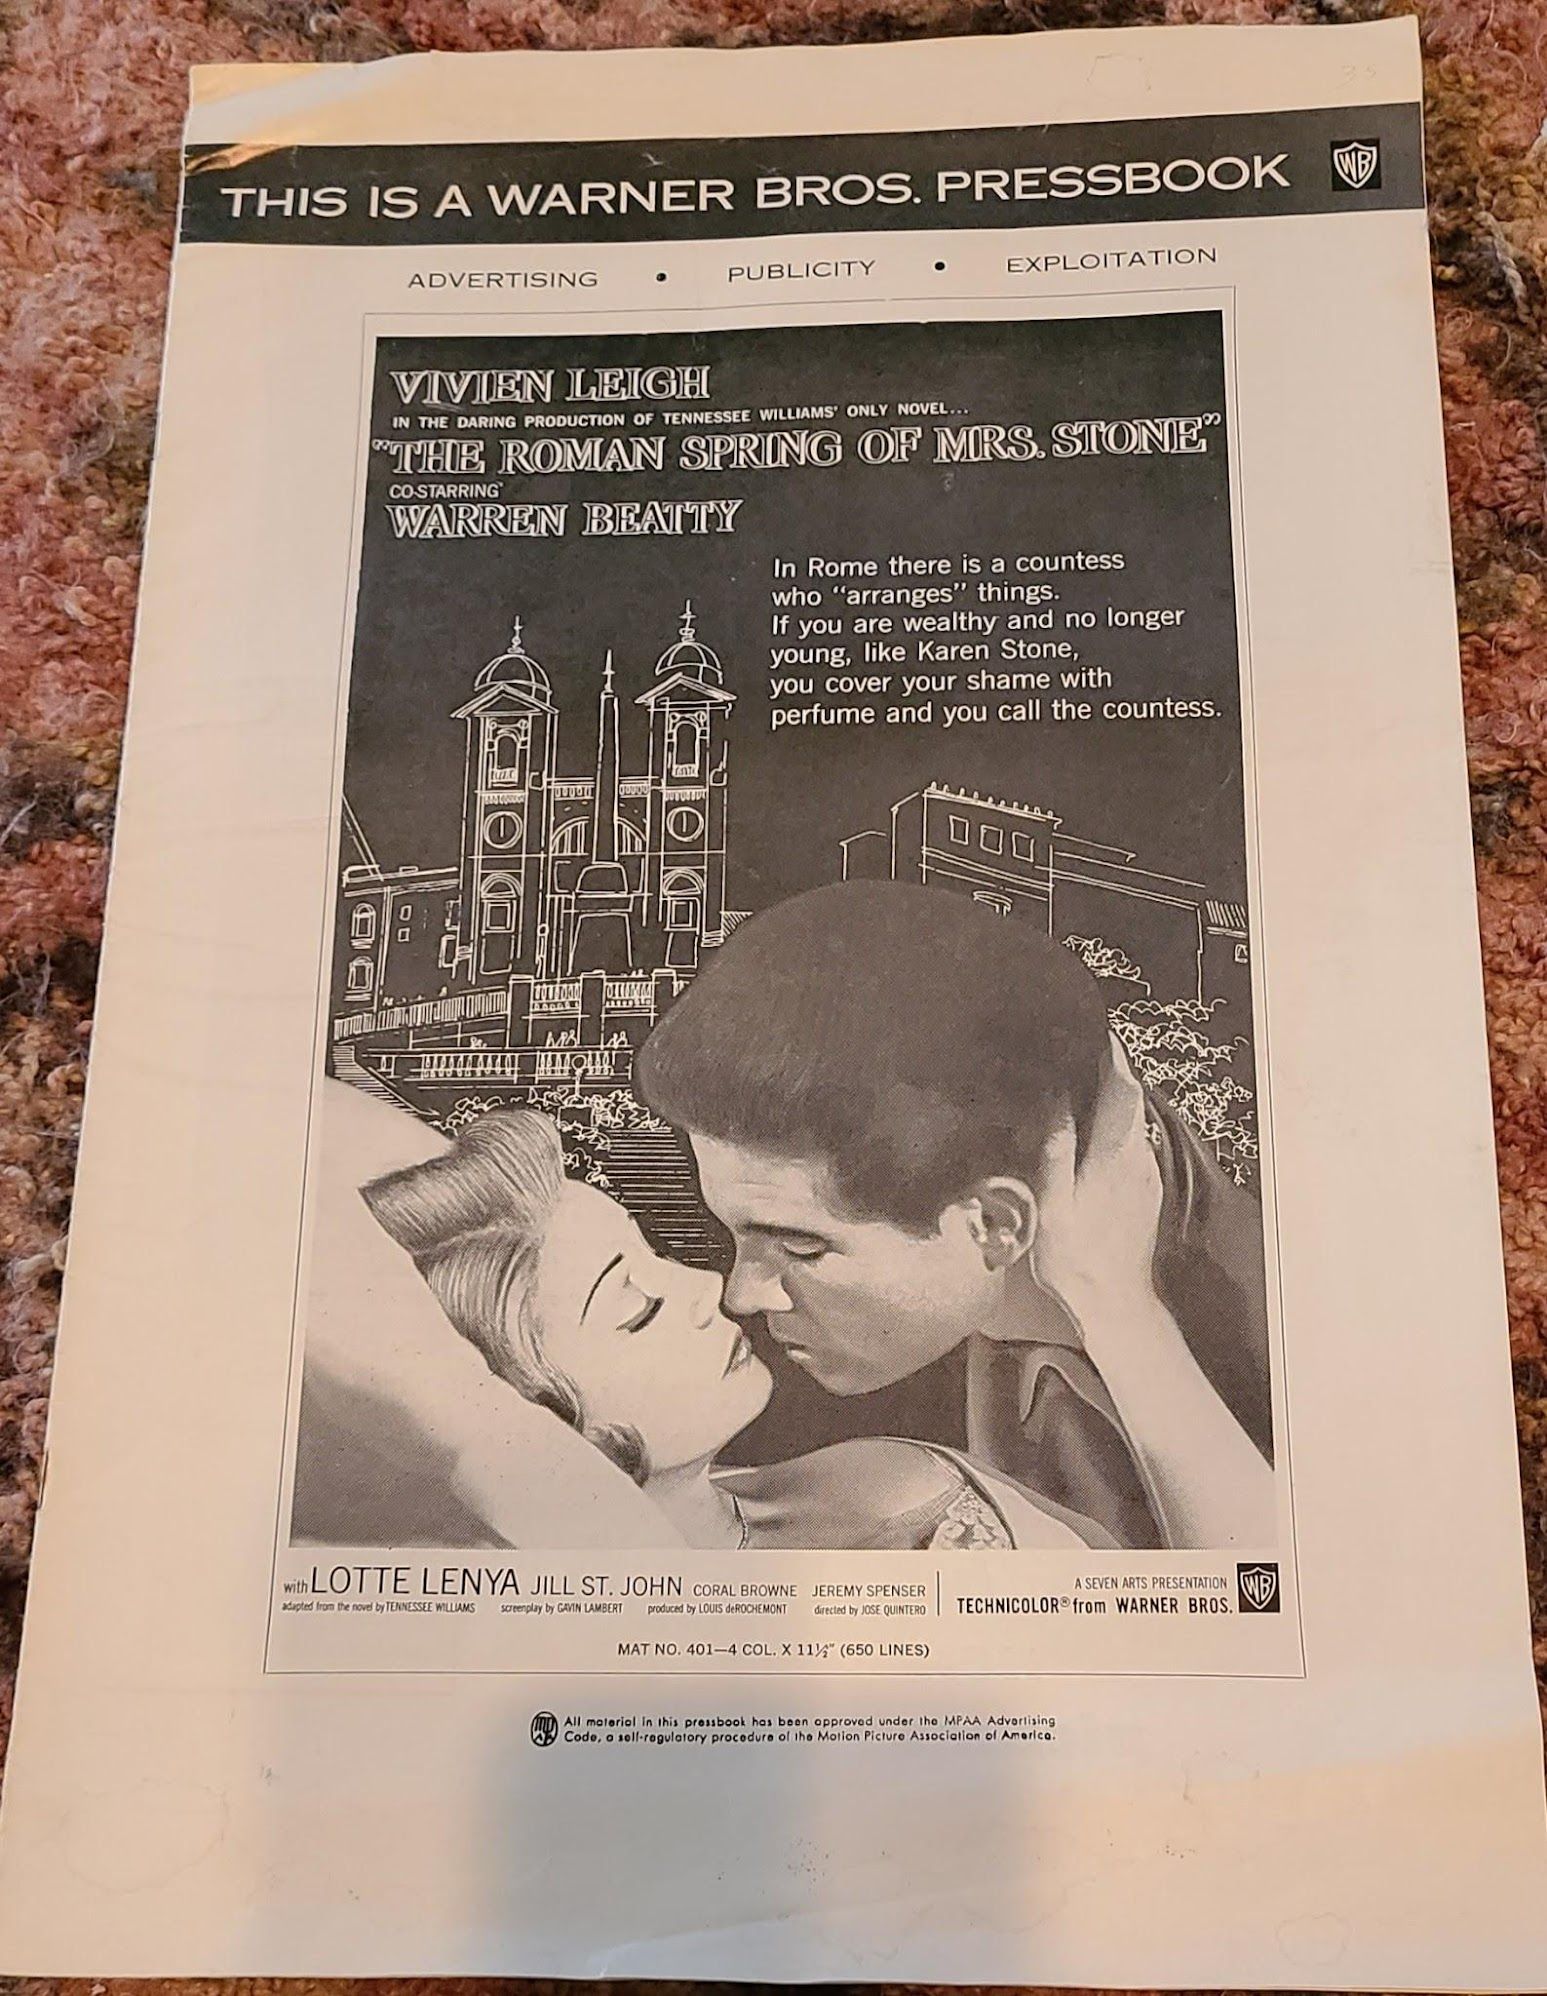 35
THIS IS A WARNER BROS. PRESSBOOK WB
ADVERTISING • PUBLICITY • EXPLOITATION
VIVIEN LEIGH
IN THE DARING PRODUCTION OF TENNESSEE WILLIAMS' ONLY NOVEL...
"THE ROMAN SPRING OF MRS. STONE"
CO-STARRING
WARREN BEATTY
In Rome there is a countess
who "arranges" things.
If you are wealthy and no longer
young, like Karen Stone,
you cover your shame with
perfume and you call the countess.
with LOTTE LENYA JILL ST. JOHN CORAL BROWNE JEREMY SPENSER
adapted from the novel by TENNESSEE WILLIAMS screenplay by GAVIN LAMBERT produced by LOUIS deROCHEMONT directed by JOSE QUINTERO
A SEVEN ARTS PRESENTATION
TECHNICOLOR® from WARNER BROS. WB
MAT NO. 401—4 COL. X 11½" (650 LINES)
All material in this pressbook has been approved under the MPAA Advertising
Code, a self-regulatory procedure of the Motion Picture Association of America.